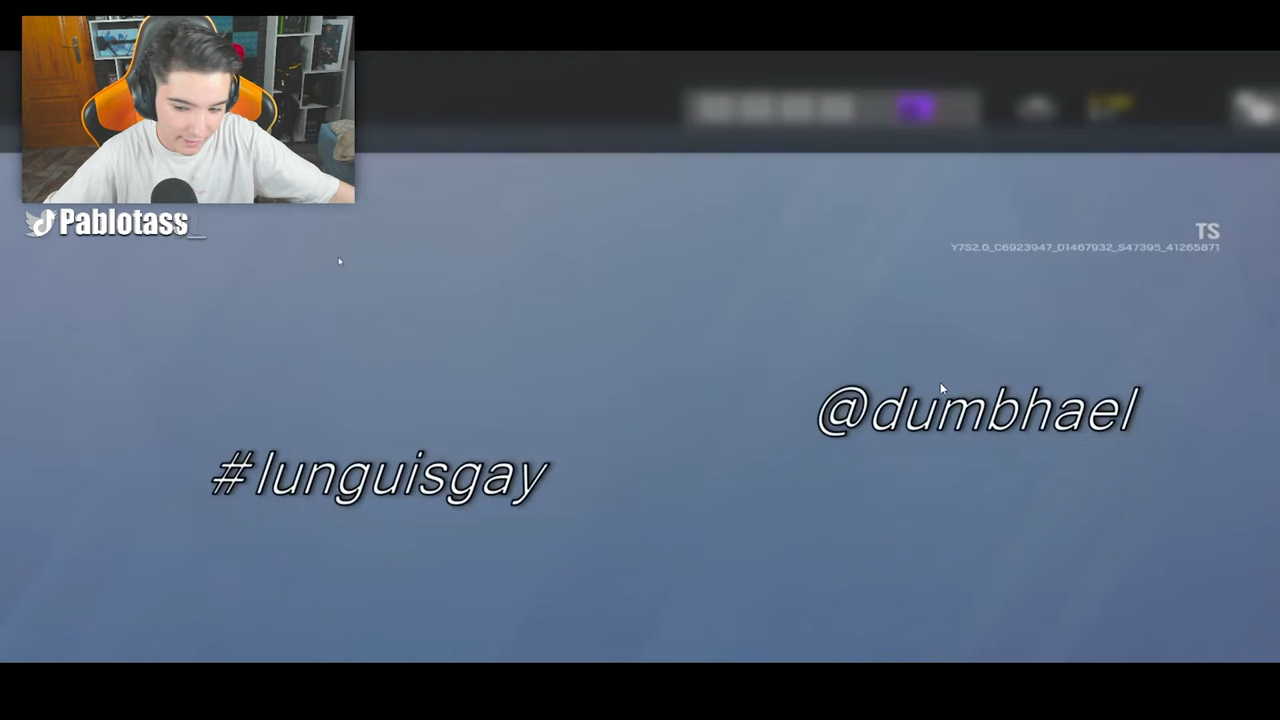 Pablotass_
TS
Y7S2.0_C6923947_D1467932_S47395_41265871
@dumbhael
#lunguisgay